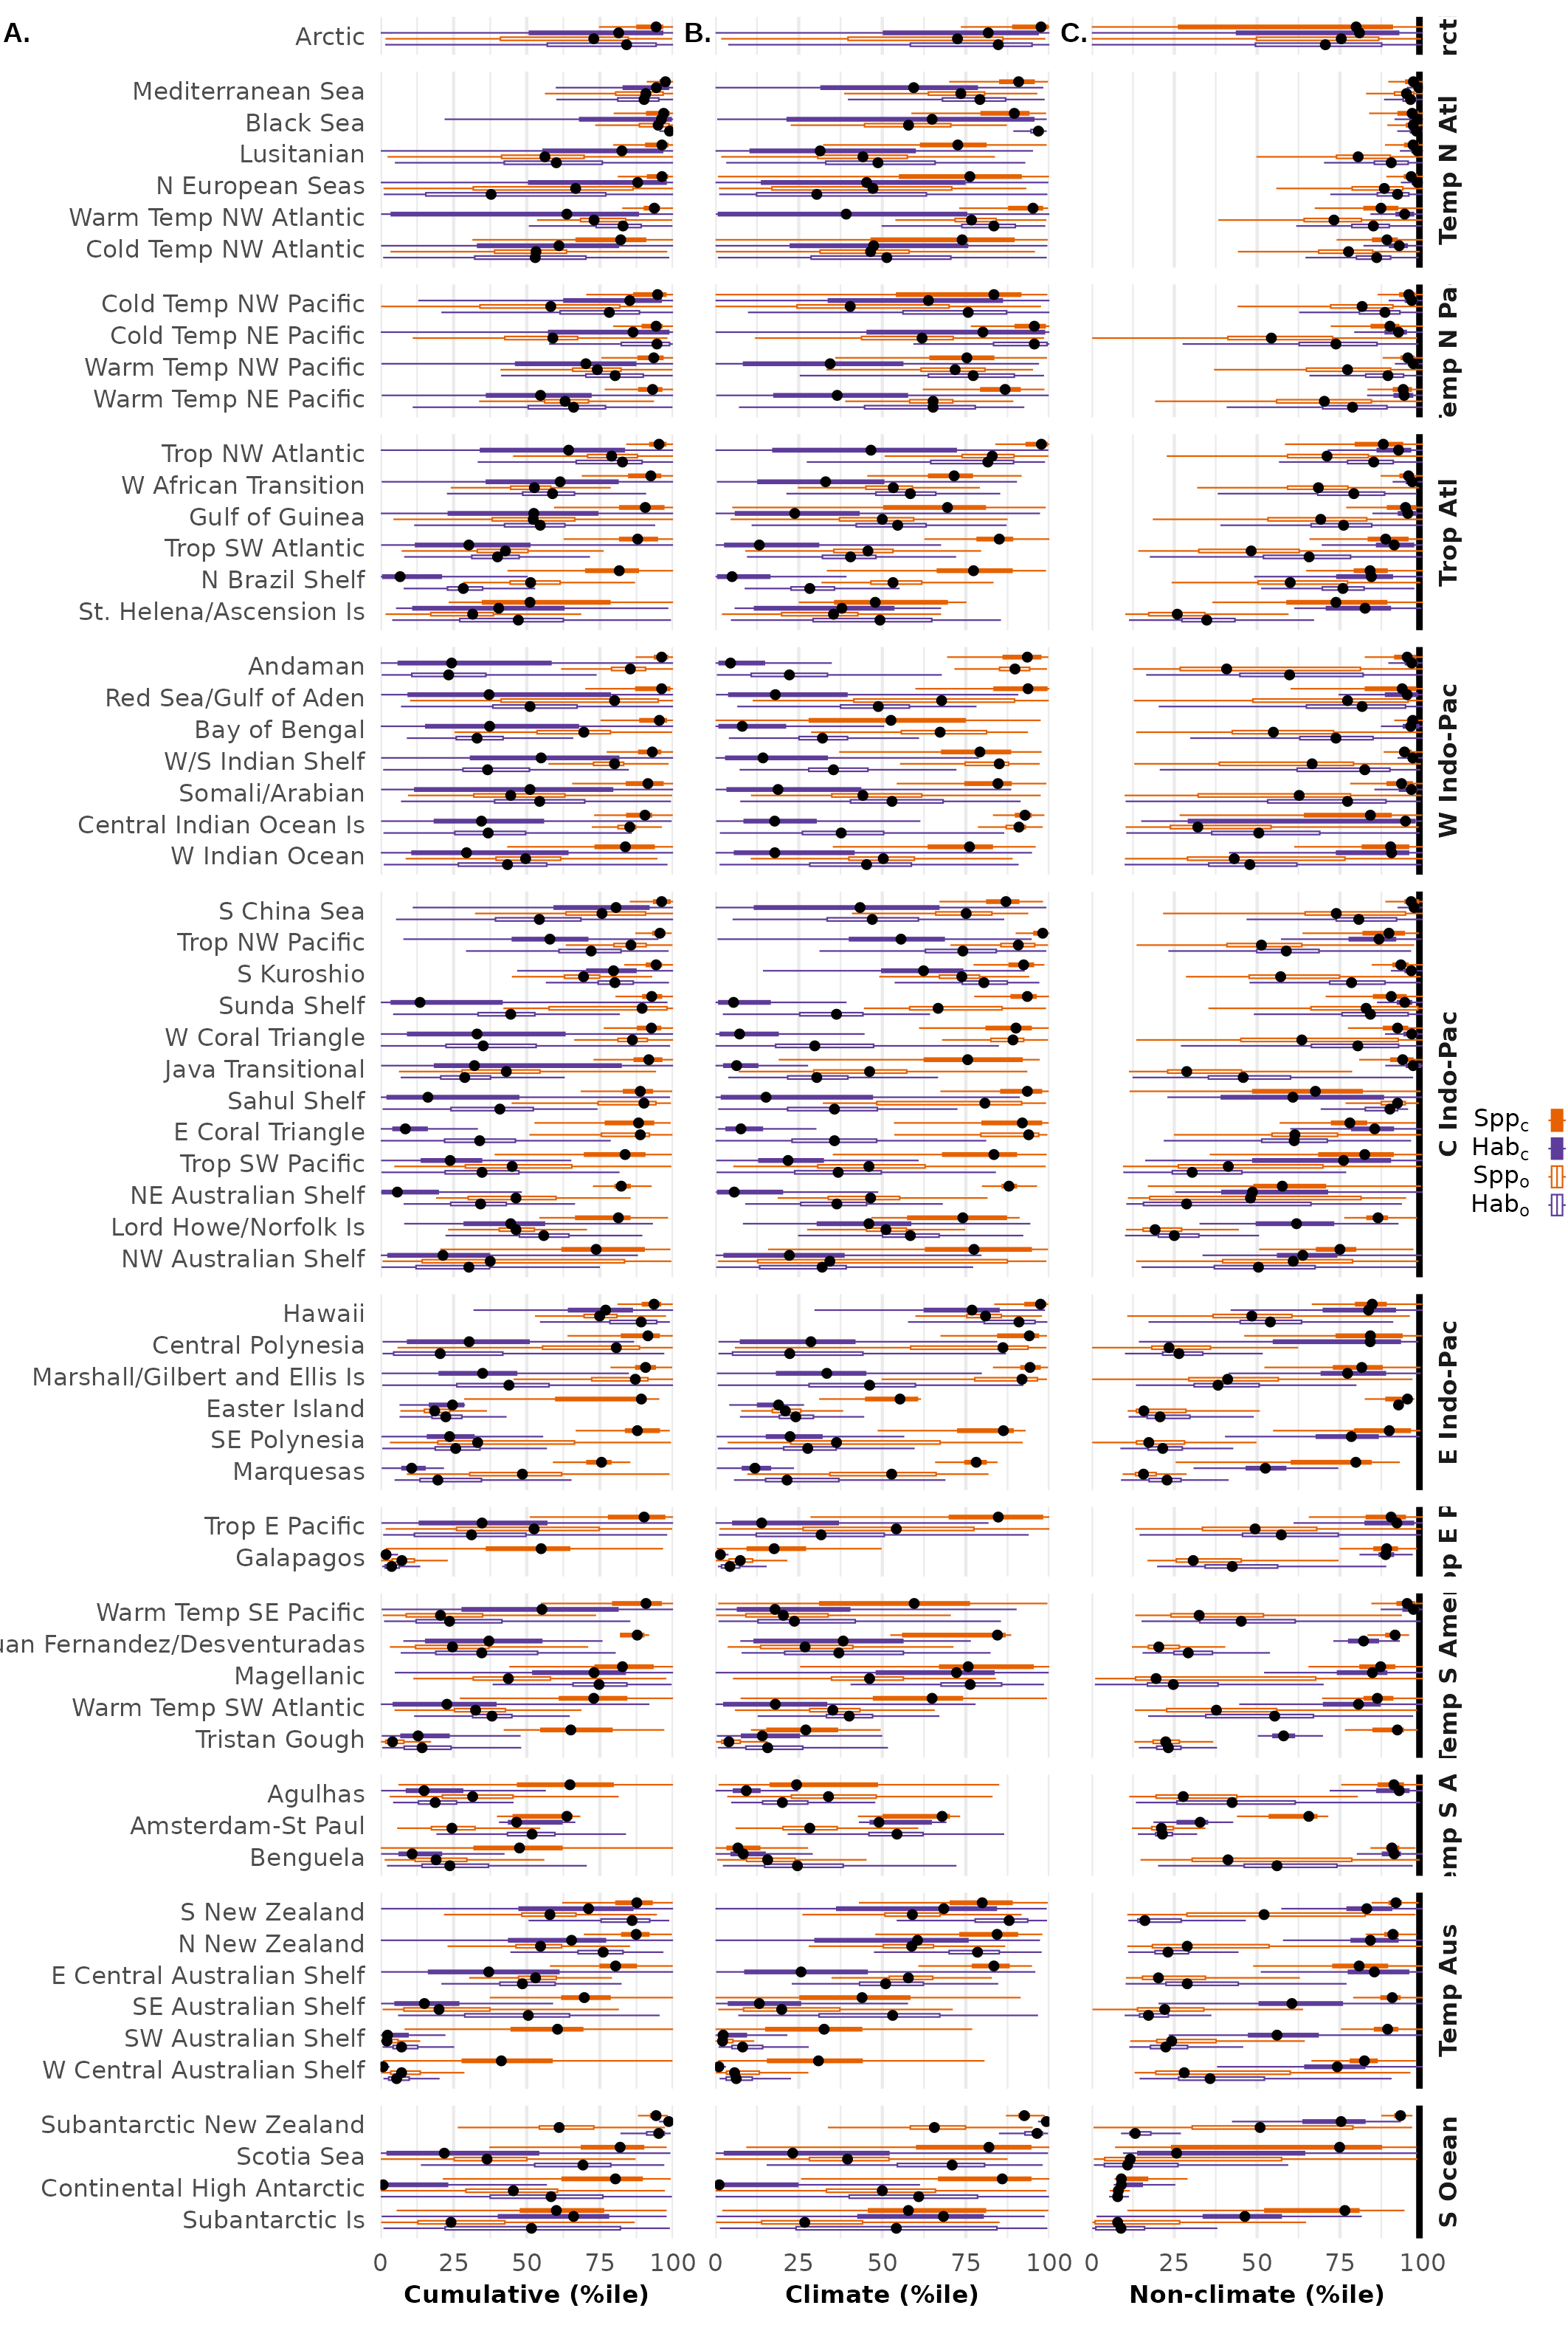 A.
B.
C.
Arctic
rct
Mediterranean Sea
Black Sea
Lusitanian
N European Seas
Warm Temp NW Atlantic
Cold Temp NW Atlantic
Temp N Atl
Cold Temp NW Pacific
Cold Temp NE Pacific
Warm Temp NW Pacific
Warm Temp NE Pacific
emp N Pa
Trop NW Atlantic
W African Transition
Gulf of Guinea
Trop SW Atlantic
N Brazil Shelf
St. Helena/Ascension Is
Trop Atl
Andaman
Red Sea/Gulf of Aden
Bay of Bengal
W/S Indian Shelf
Somali/Arabian
Central Indian Ocean Is
W Indian Ocean
W Indo-Pac
S China Sea
Trop NW Pacific
S Kuroshio
Sunda Shelf
W Coral Triangle
Java Transitional
Sahul Shelf
E Coral Triangle
Trop SW Pacific
NE Australian Shelf
Lord Howe/Norfolk Is
NW Australian Shelf
C Indo-Pac
Sppc
Habc
Sppo
Habo
Hawaii
Central Polynesia
Marshall/Gilbert and Ellis Is
Easter Island
SE Polynesia
Marquesas
E Indo-Pac
Trop E Pacific
Galapagos
op E P
Warm Temp SE Pacific
uan Fernandez/Desventuradas
Magellanic
Warm Temp SW Atlantic
Tristan Gough
Temp S Amer
Agulhas
Amsterdam-St Paul
Benguela
emp S A
S New Zealand
N New Zealand
E Central Australian Shelf
SE Australian Shelf
SW Australian Shelf
W Central Australian Shelf
Temp Aus
Subantarctic New Zealand
Scotia Sea
Continental High Antarctic
Subantarctic Is
S Ocean
0 25 50 75 100 0 25 50 75 100 0 25 50 75 100
Cumulative (%ile) Climate (%ile) Non-climate (%ile)